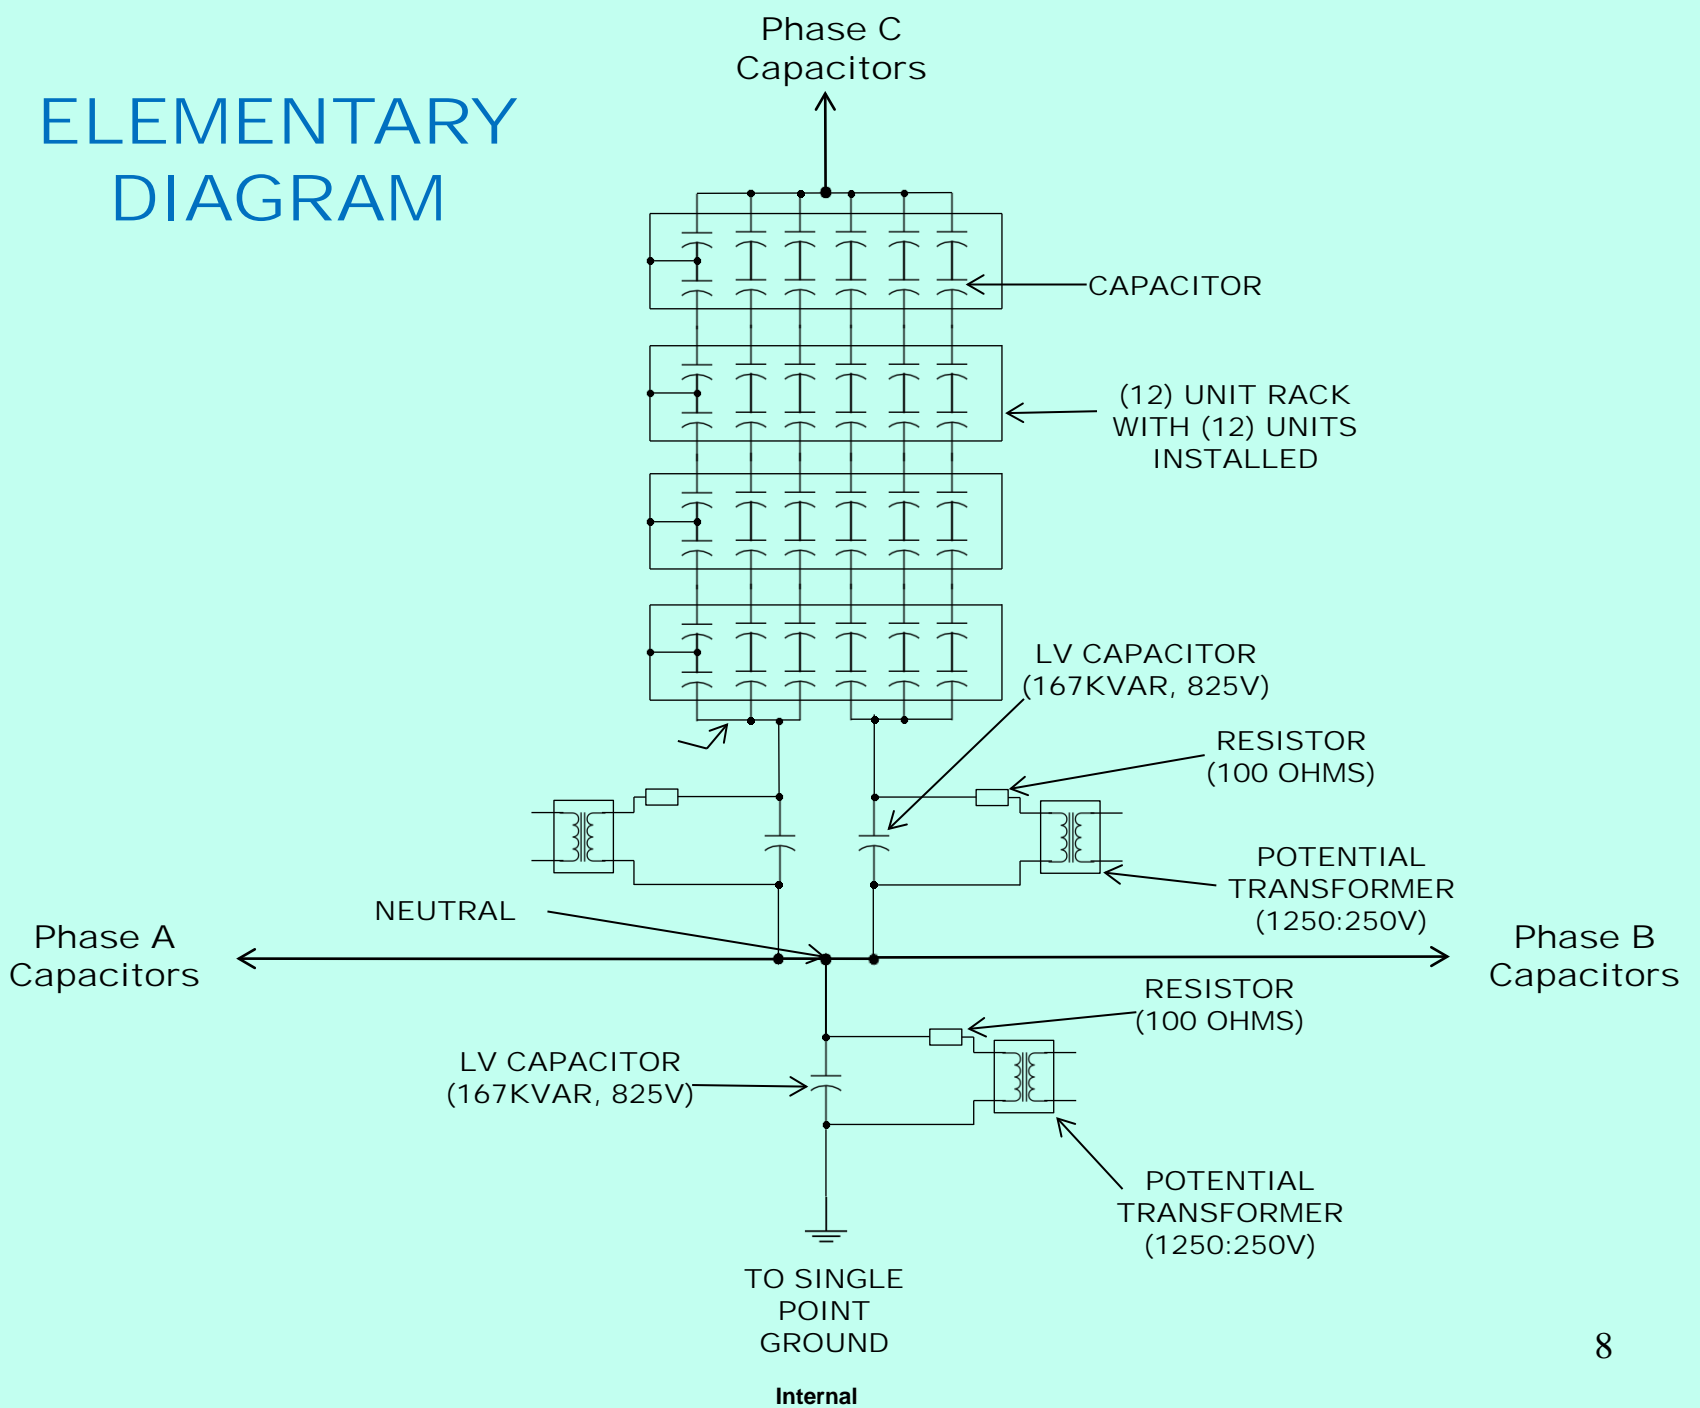 Phase C
Capacitors
ELEMENTARY
DIAGRAM
CAPACITOR
(12) UNIT RACK
WITH (12) UNITS
INSTALLED
LV CAPACITOR
(167KVAR, 825V)
RESISTOR
(100 OHMS)
POTENTIAL
TRANSFORMER
(1250:250V)
NEUTRAL
Phase A
Capacitors
Phase B
Capacitors
RESISTOR
(100 OHMS)
LV CAPACITOR
(167KVAR, 825V)
POTENTIAL
TRANSFORMER
(1250:250V)
TO SINGLE
POINT
GROUND
8
Internal